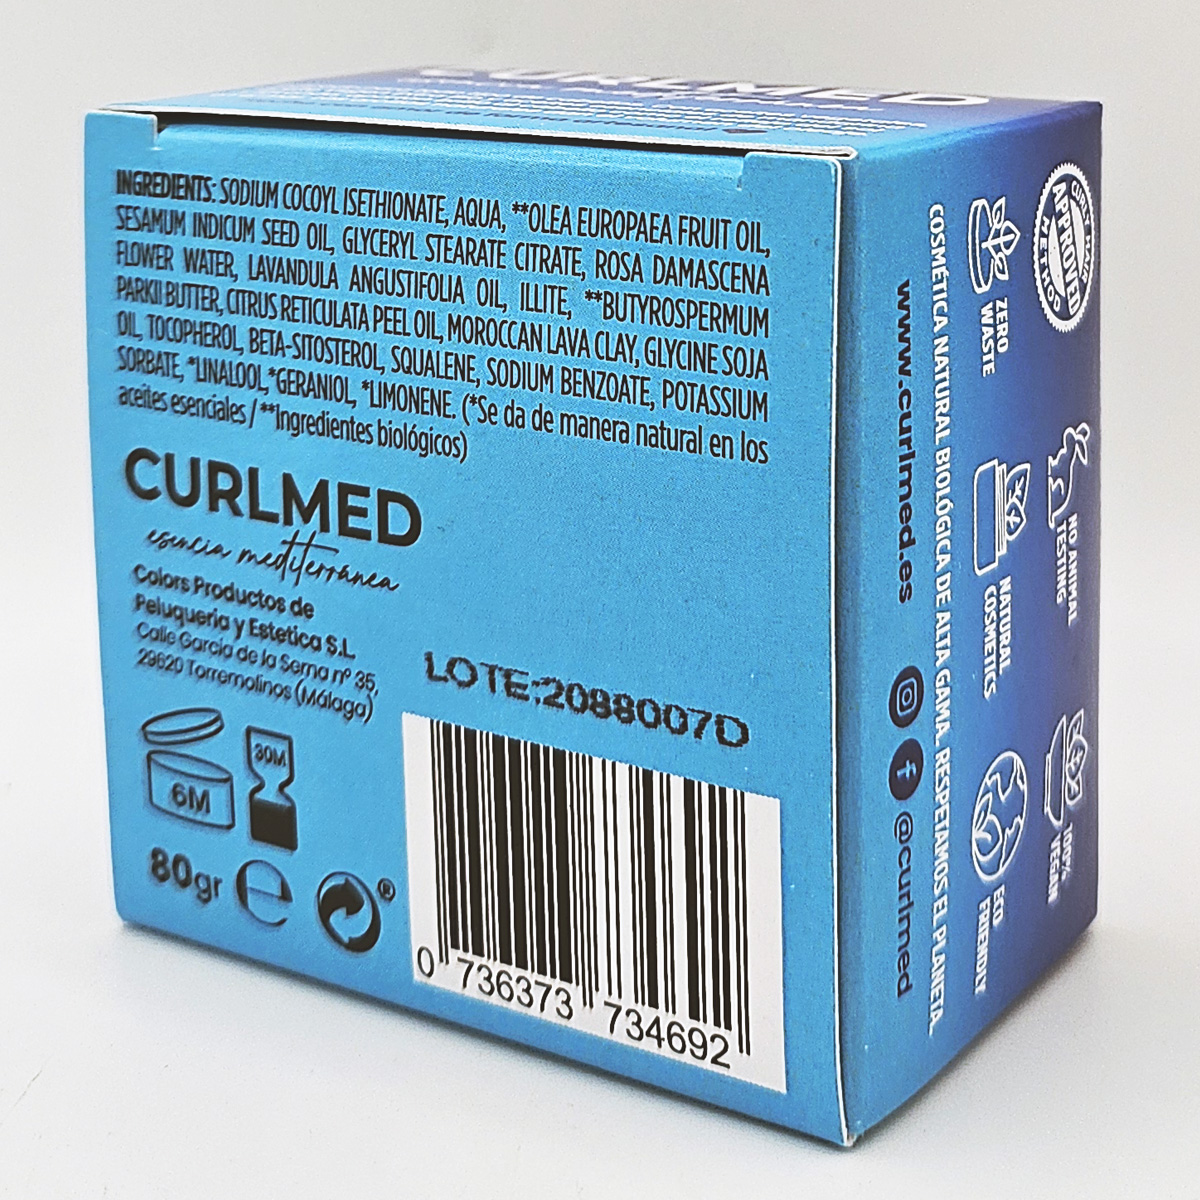 CURLMED
INGREDIENTS: SODIUM COCOYL ISETHIONATE, AQUA, **OLEA EUROPAEA FRUIT OIL,
SESAMUM INDICUM SEED OIL, GLYCERYL STEARATE CITRATE, ROSA DAMASCENA
FLOWER WATER, LAVANDULA ANGUSTIFOLIA OIL, ILLITE, **BUTYROSPERMUM
PARKII BUTTER, CITRUS RETICULATA PEEL OIL, MOROCCAN LAVA CLAY, GLYCINE SOJA
OIL, TOCOPHEROL, BETA-SITOSTEROL, SQUALENE, SODIUM BENZOATE, POTASSIUM
SORBATE, *LINALOOL,*GERANIOL, *LIMONENE. (*Se da de manera natural en los
aceites esenciales / **Ingredientes biológicos)
CURLMED
esencia mediterránea
Colors Productos de
Peluqueria y Estetica S.L
Calle Garcia de la Serna nº 35,
29620 Torremolinos (Málaga)
6M
30M
80gr e ®
LOTE:2088007D
0 736373 734692
CURLY HAIR
APPROVED
METHOD
ZERO
WASTE
NO ANIMAL
TESTING
NATURAL
COSMETICS
100%
VEGAN
ECO
FRIENDLY
COSMÉTICA NATURAL BIOLÓGICA DE ALTA GAMA. RESPETAMOS EL PLANETA.
www.curlmed.es
@curlmed